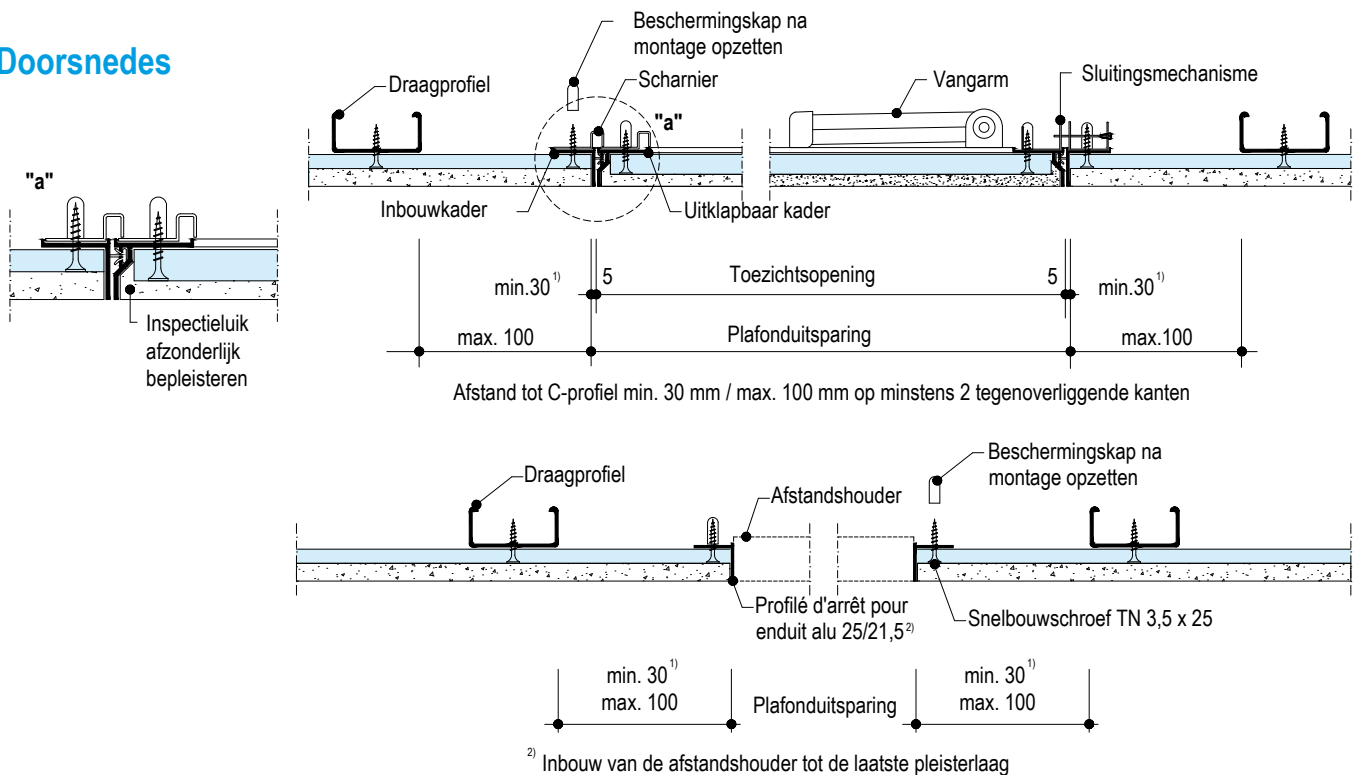 Doorsnedes
Beschermingskap na
montage opzetten
Draagprofiel
Scharnier
Vangarm
Sluitingsmechanisme
"a"
"a"
Inbouwkader
Uitklapbaar kader
min.30 1)
5
Toezichtsopening
5
min.30 1)
Inspectieluik
afzonderlijk
bepleisteren
max. 100
Plafonduitsparing
max.100
Afstand tot C-profiel min. 30 mm / max. 100 mm op minstens 2 tegenoverliggende kanten
Draagprofiel
Afstandshouder
Beschermingskap na
montage opzetten
Profilé d'arrêt pour
enduit alu 25/21,5 2)
Snelbouwschroef TN 3,5 x 25
min. 30 1)
max. 100
Plafonduitsparing
min. 30 1)
max. 100
2) Inbouw van de afstandshouder tot de laatste pleisterlaag